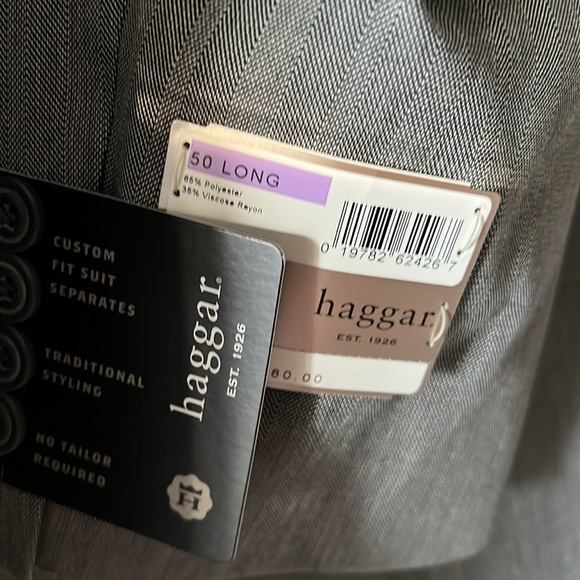 50 LONG
65% Polyester
35% Viscose Rayon
0 19782 62426 7
haggar.
EST. 1926
80.00
CUSTOM
FIT SUIT
SEPARATES
TRADITIONAL
STYLING
NO TAILOR
REQUIRED
haggar.
EST. 1926
H